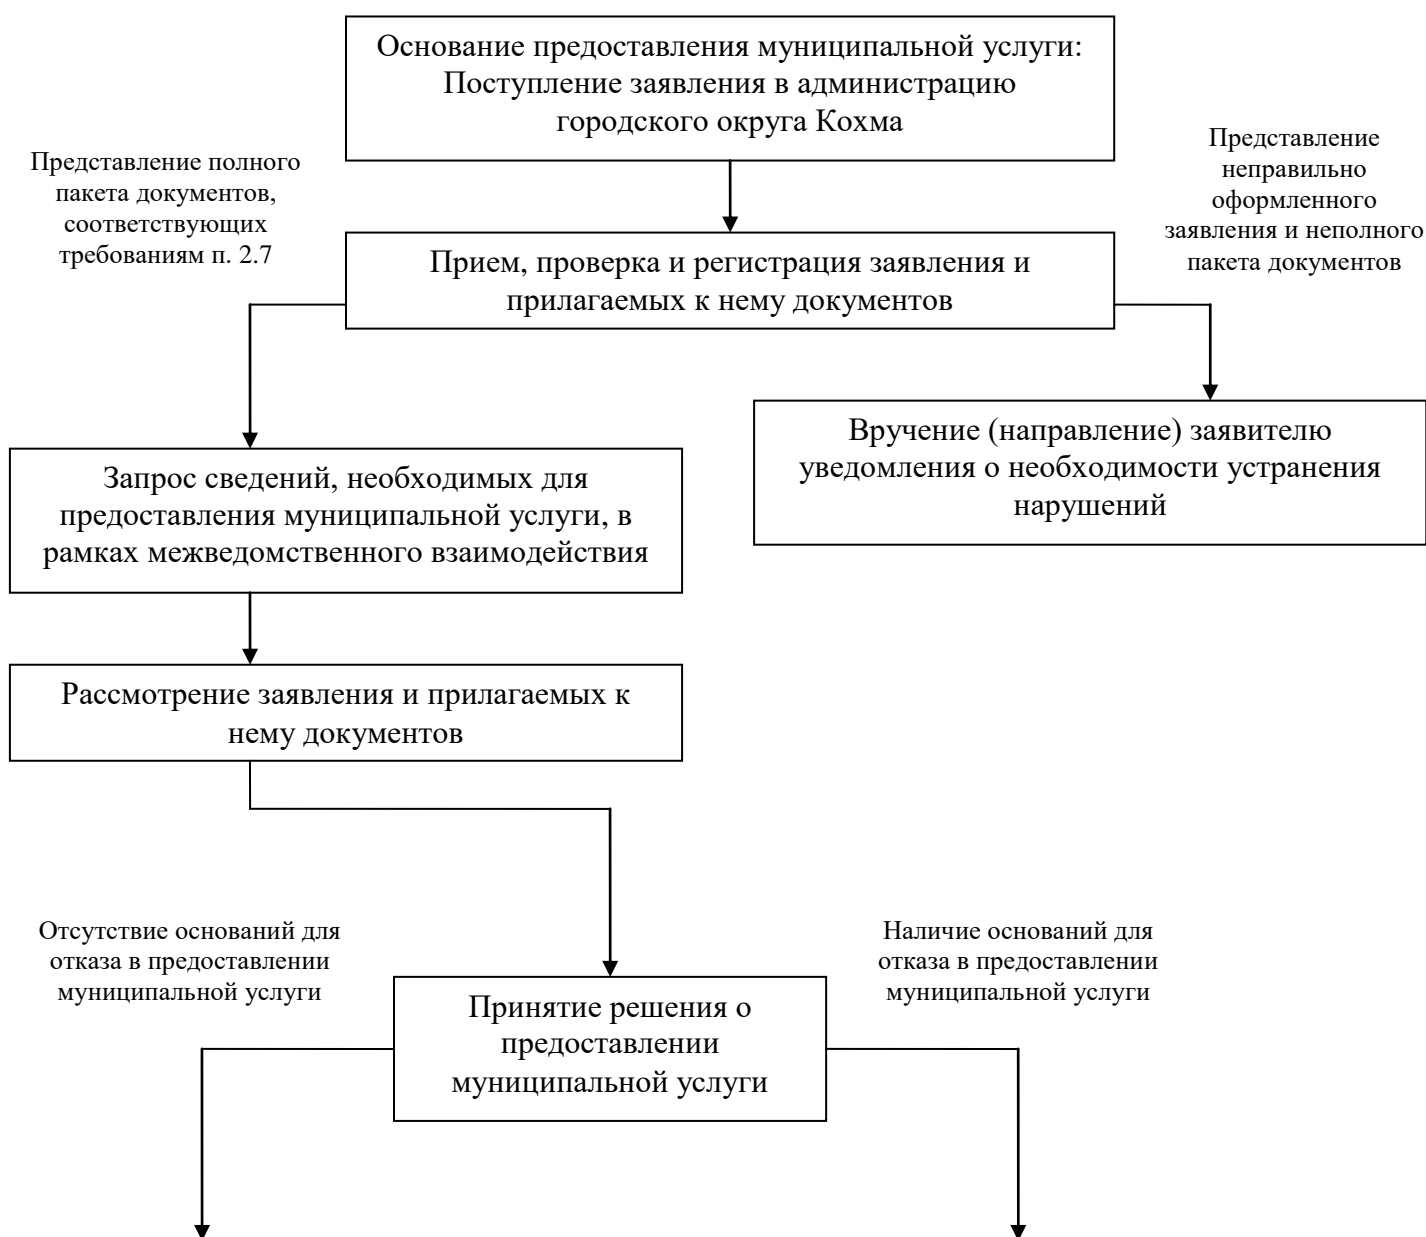 Основание предоставления муниципальной услуги:
Поступление заявления в администрацию
городского округа Кохма
Представление полного
пакета документов,
соответствующих
требованиям п. 2.7
Представление
неправильно
оформленного
заявления и неполного
пакета документов
Прием, проверка и регистрация заявления и
прилагаемых к нему документов
Вручение (направление) заявителю
уведомления о необходимости устранения
нарушений
Запрос сведений, необходимых для
предоставления муниципальной услуги, в
рамках межведомственного взаимодействия
Рассмотрение заявления и прилагаемых к
нему документов
Отсутствие оснований для
отказа в предоставлении
муниципальной услуги
Наличие оснований для
отказа в предоставлении
муниципальной услуги
Принятие решения о
предоставлении
муниципальной услуги